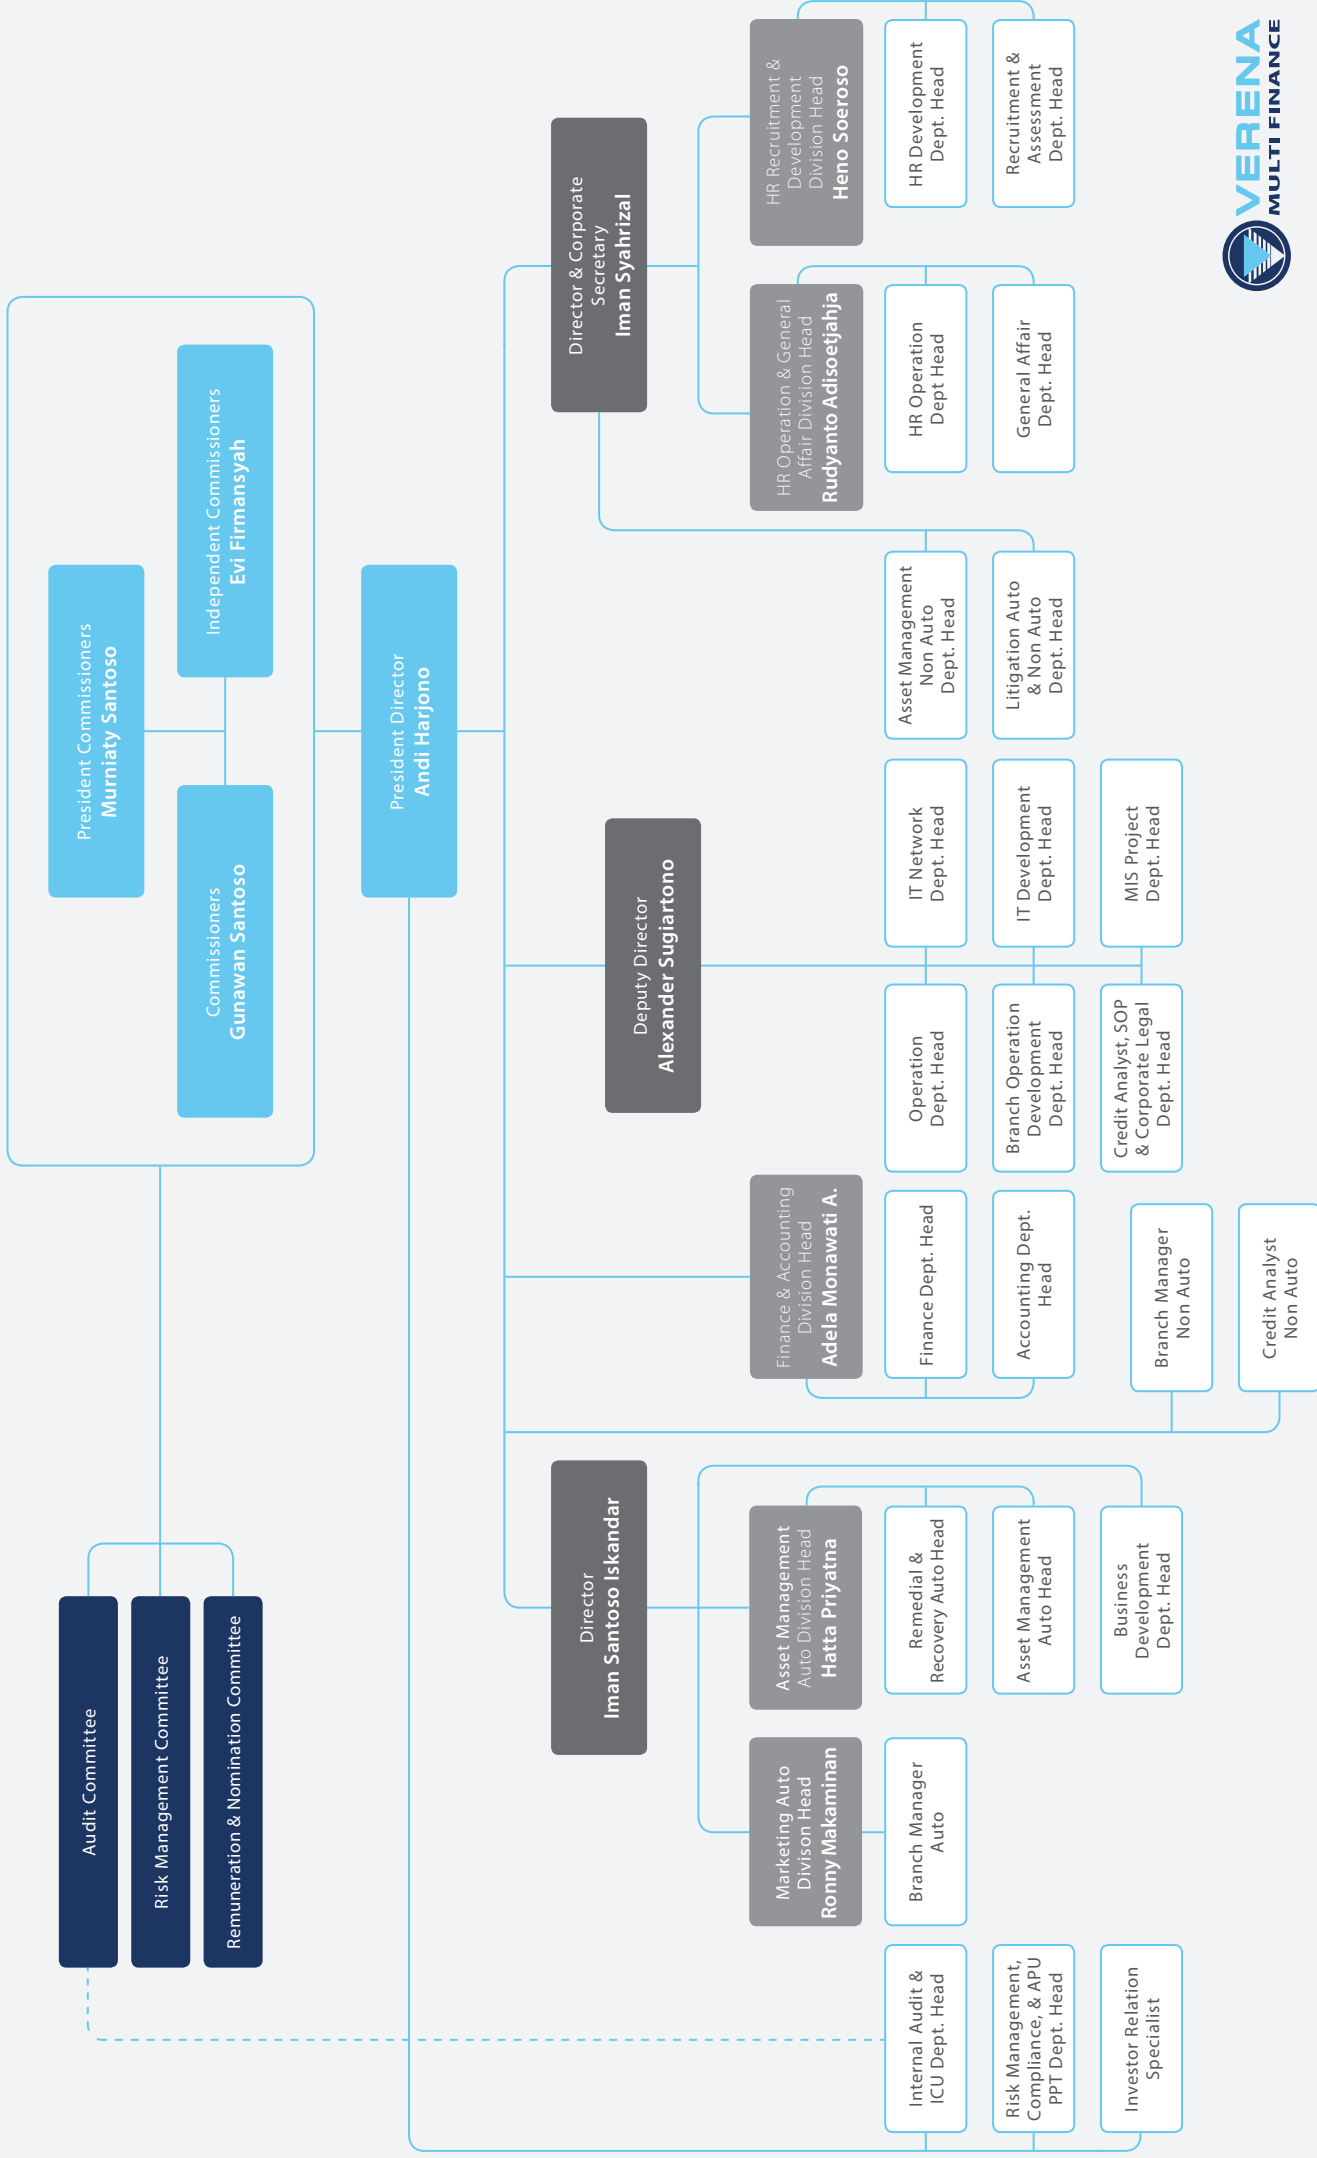 President Commissioners
Murniaty Santoso
Commissioners
Gunawan Santoso
Independent Commissioners
Evi Firmansyah
Audit Committee
Risk Management Committee
Remuneration & Nomination Committee
President Director
Andi Harjono
Director
Iman Santoso Iskandar
Deputy Director
Alexander Sugiartono
Director & Corporate
Secretary
Iman Syahrizal
Marketing Auto
Divison Head
Ronny Makaminan
Asset Management
Auto Division Head
Hatta Priyatna
Finance & Accounting
Division Head
Adela Monawati A.
HR Operation & General
Affair Division Head
Rudyanto Adisoetjahja
HR Recruitment &
Development
Division Head
Heno Soeroso
Internal Audit &
ICU Dept. Head
Branch Manager
Auto
Remedial &
Recovery Auto Head
Finance Dept. Head
Operation
Dept. Head
IT Network
Dept. Head
Asset Management
Non Auto
Dept. Head
HR Operation
Dept Head
HR Development
Dept. Head
Risk Management,
Compliance, & APU
PPT Dept. Head
Asset Management
Auto Head
Accounting Dept.
Head
Branch Operation
Development
Dept. Head
IT Development
Dept. Head
Litigation Auto
& Non Auto
Dept. Head
General Affair
Dept. Head
Recruitment &
Assessment
Dept. Head
Investor Relation
Specialist
Business
Development
Dept. Head
Branch Manager
Non Auto
Credit Analyst, SOP
& Corporate Legal
Dept. Head
MIS Project
Dept. Head
Credit Analyst
Non Auto
VERENA
MULTI FINANCE